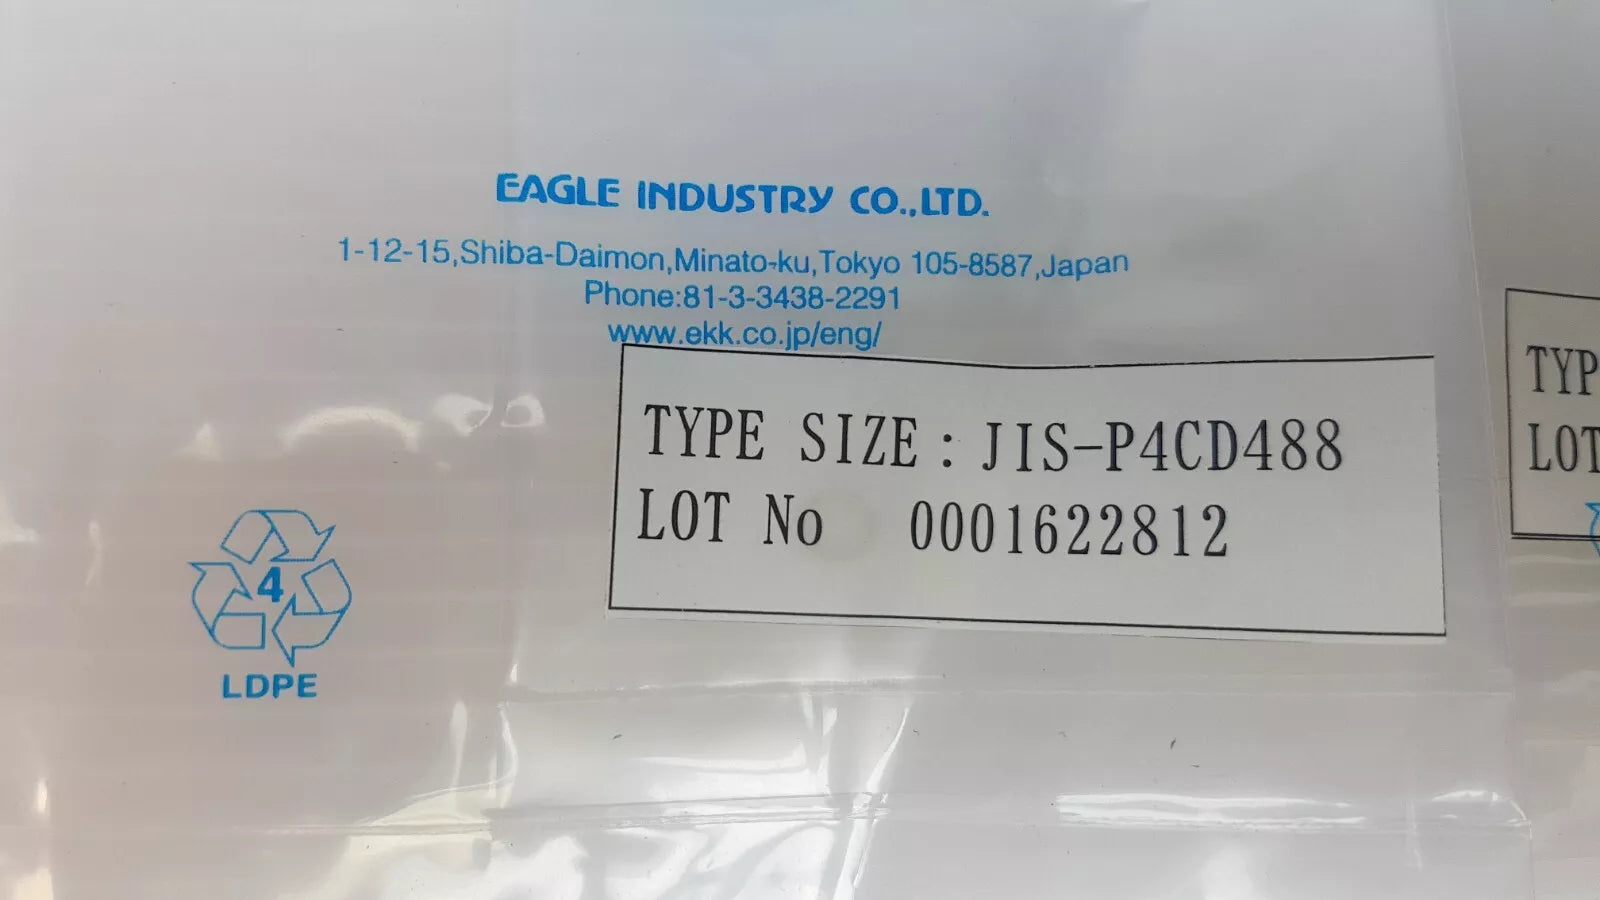 EAGLE INDUSTRY CO.,LTD.
1-12-15,Shiba-Daimon,Minato-ku,Tokyo 105-8587,Japan
Phone:81-3-3438-2291
www.ekk.co.jp/eng/
TYPE SIZE : JIS-P4CD488
LOT No 0001622812
4
LDPE
TYP
LOT